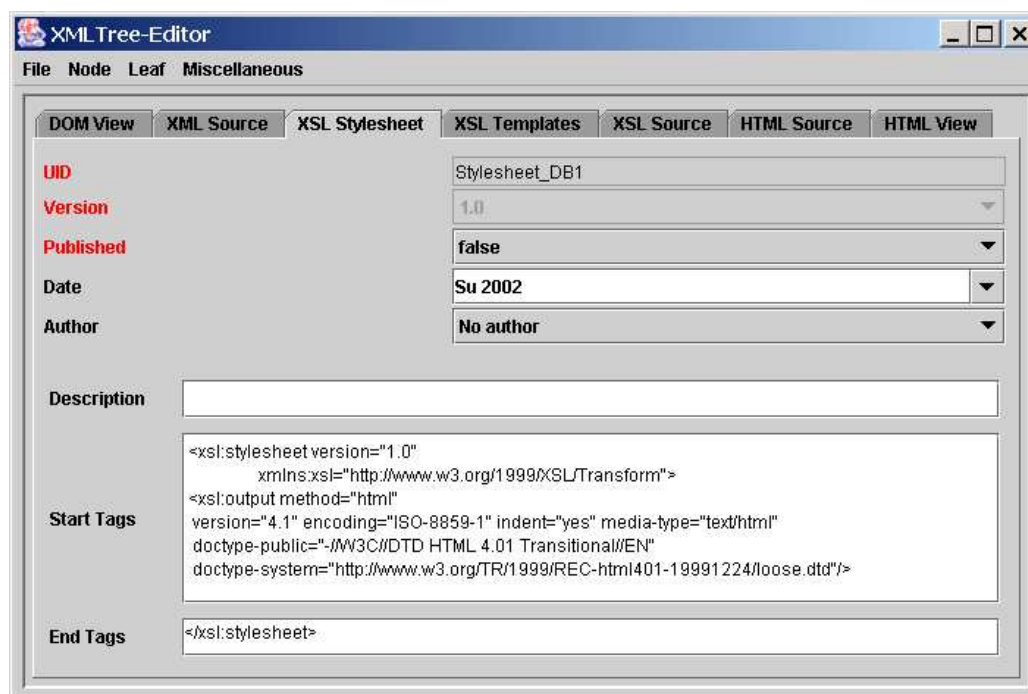 XMLTree-Editor
File Node Leaf Miscellaneous
DOM View XML Source XSL Stylesheet XSL Templates XSL Source HTML Source HTML View
UID Stylesheet_DB1
Version 1.0
Published false
Date Su 2002
Author No author
Description
Start Tags
<xsl:stylesheet version="1.0"
xmlns:xsl="http://www.w3.org/1999/XSL/Transform">
<xsl:output method="html"
version="4.1" encoding="ISO-8859-1" indent="yes" media-type="text/html"
doctype-public="-//W3C//DTD HTML 4.01 Transitional//EN"
doctype-system="http://www.w3.org/TR/1999/REC-html401-19991224/loose.dtd"/>
End Tags </xsl:stylesheet>